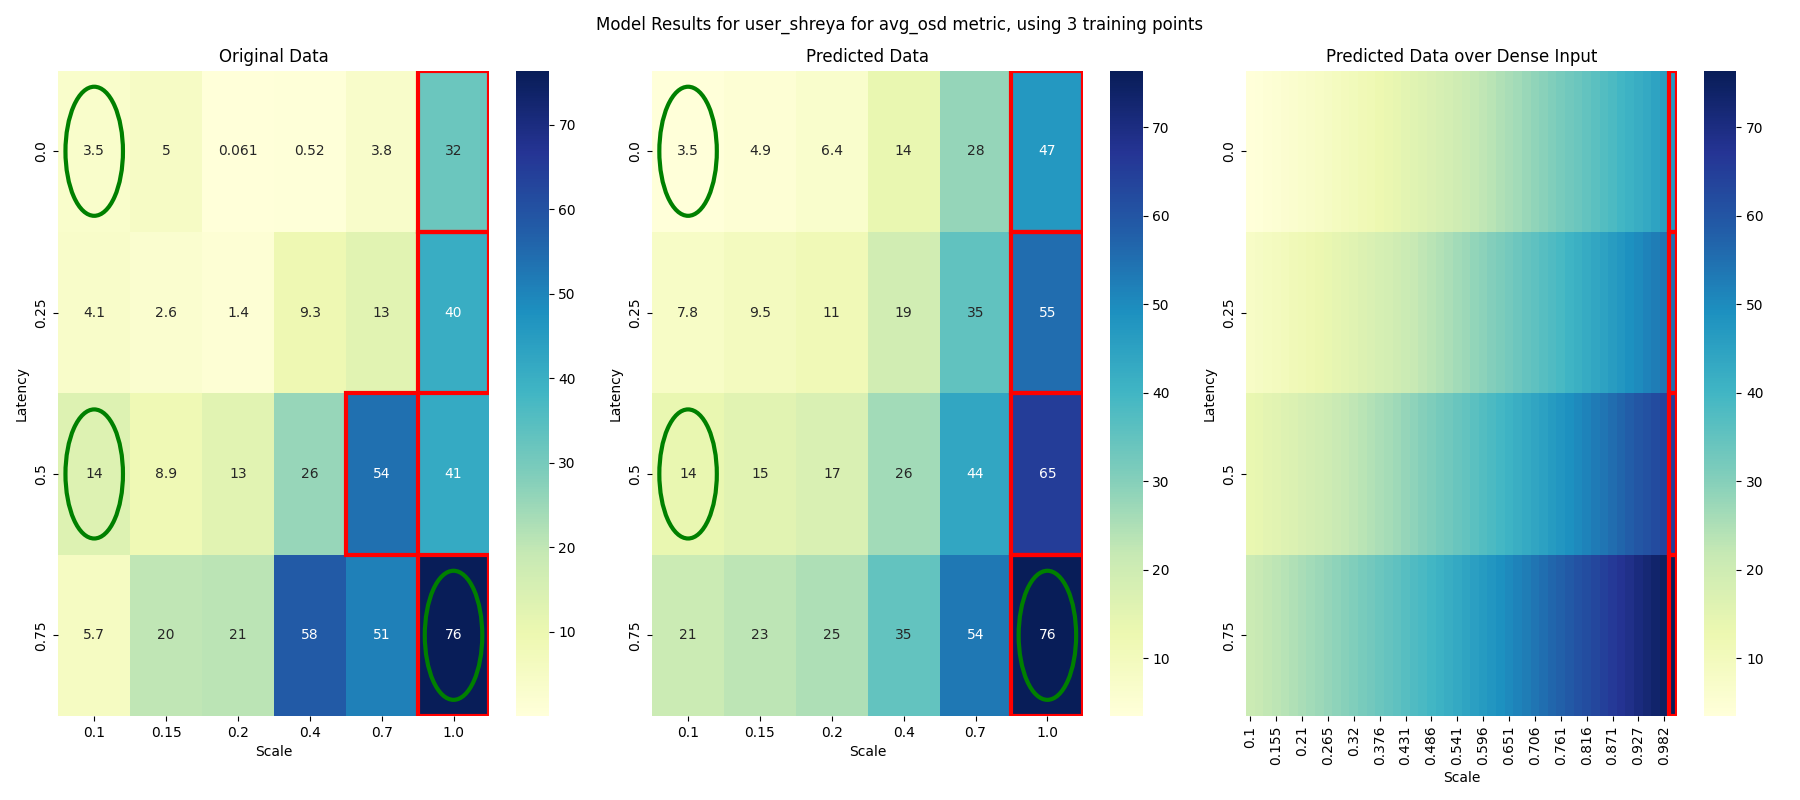 Model Results for user_shreya for avg_osd metric, using 3 training points
Original Data
Latency
0.0
0.25
0.5
0.75
3.5 5 0.061 0.52 3.8 32
4.1 2.6 1.4 9.3 13 40
14 8.9 13 26 54 41
5.7 20 21 58 51 76
0.1 0.15 0.2 0.4 0.7 1.0
Scale
70
60
50
40
30
20
10
Predicted Data
Latency
0.0
0.25
0.5
0.75
3.5 4.9 6.4 14 28 47
7.8 9.5 11 19 35 55
14 15 17 26 44 65
21 23 25 35 54 76
0.1 0.15 0.2 0.4 0.7 1.0
Scale
70
60
50
40
30
20
10
Predicted Data over Dense Input
Latency
0.0
0.25
0.5
0.75
0.1 0.155 0.21 0.265 0.32 0.376 0.431 0.486 0.541 0.596 0.651 0.706 0.761 0.816 0.871 0.927 0.982
Scale
70
60
50
40
30
20
10